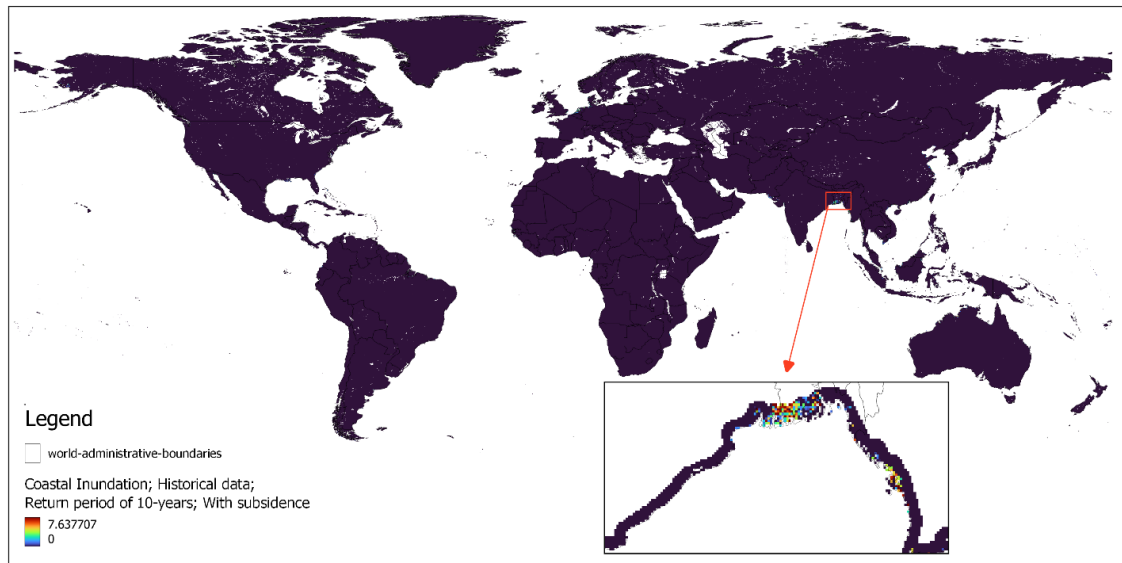 Legend
world-administrative-boundaries
Coastal Inundation; Historical data;
Return period of 10-years; With subsidence
7.637707
0